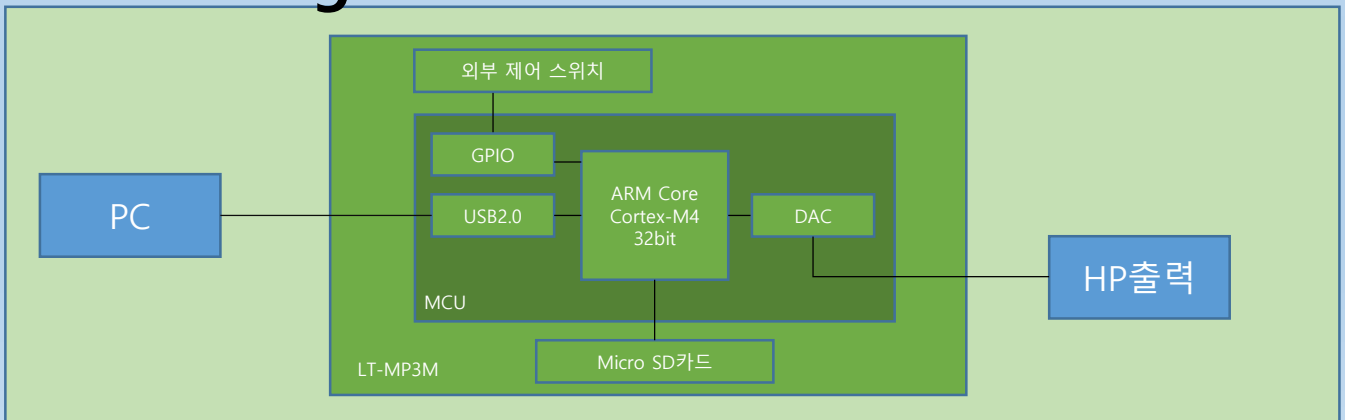 외부 제어 스위치
GPIO
PC
USB2.0
ARM Core
Cortex-M4
32bit
DAC
HP출력
MCU
Micro SD카드
LT-MP3M